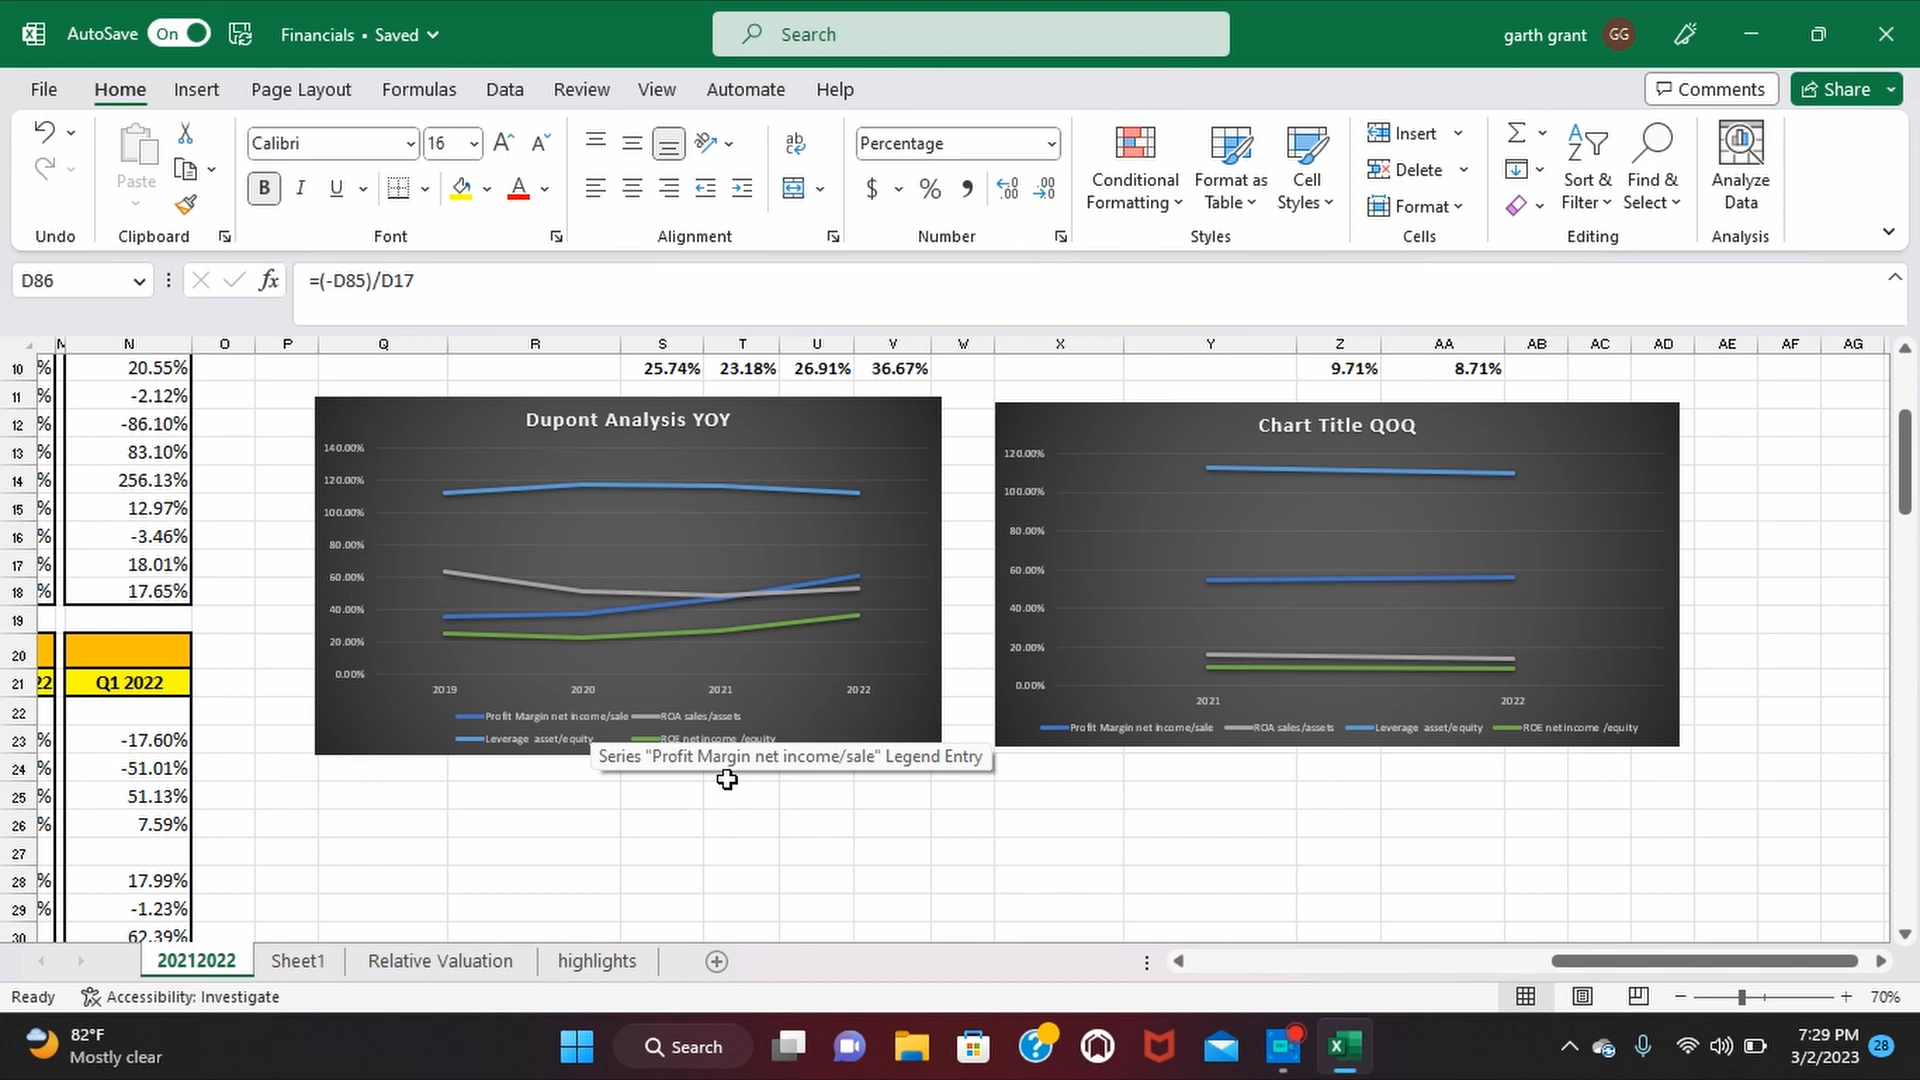 AutoSave On Financials • Saved Search garth grant GG
File Home Insert Page Layout Formulas Data Review View Automate Help Comments Share
Paste Calibri 16 Percentage Conditional Formatting Format as Table Cell Styles Insert Delete Format Sort & Filter Find & Select Analyze Data
Undo Clipboard Font Alignment Number Styles Cells Editing Analysis
D86 fx =(-D85)/D17
M N O P Q R S T U V W X Y Z AA AB AC AD AE AF AG
10 % 20.55% 25.74% 23.18% 26.91% 36.67% 9.71% 8.71%
11 % -2.12%
12 % -86.10%
13 % 83.10%
14 % 256.13%
15 % 12.97%
16 % -3.46%
17 % 18.01%
18 % 17.65%
19
20
21 22 Q1 2022
22
23 % -17.60%
24 % -51.01%
25 % 51.13%
26 % 7.59%
27
28 % 17.99%
29 % -1.23%
30 62.39%
Dupont Analysis YOY
140.00%
120.00%
100.00%
80.00%
60.00%
40.00%
20.00%
0.00%
2019 2020 2021 2022
Profit Margin net income/sale ROA sales/assets
Leverage asset/equity ROE net income /equity
Series "Profit Margin net income/sale" Legend Entry
Chart Title QOQ
120.00%
100.00%
80.00%
60.00%
40.00%
20.00%
0.00%
2021 2022
Profit Margin net income/sale ROA sales/assets Leverage asset/equity ROE net income /equity
20212022 Sheet1 Relative Valuation highlights
Ready Accessibility: Investigate 70%
82°F
Mostly clear
Search
7:29 PM
3/2/2023
28